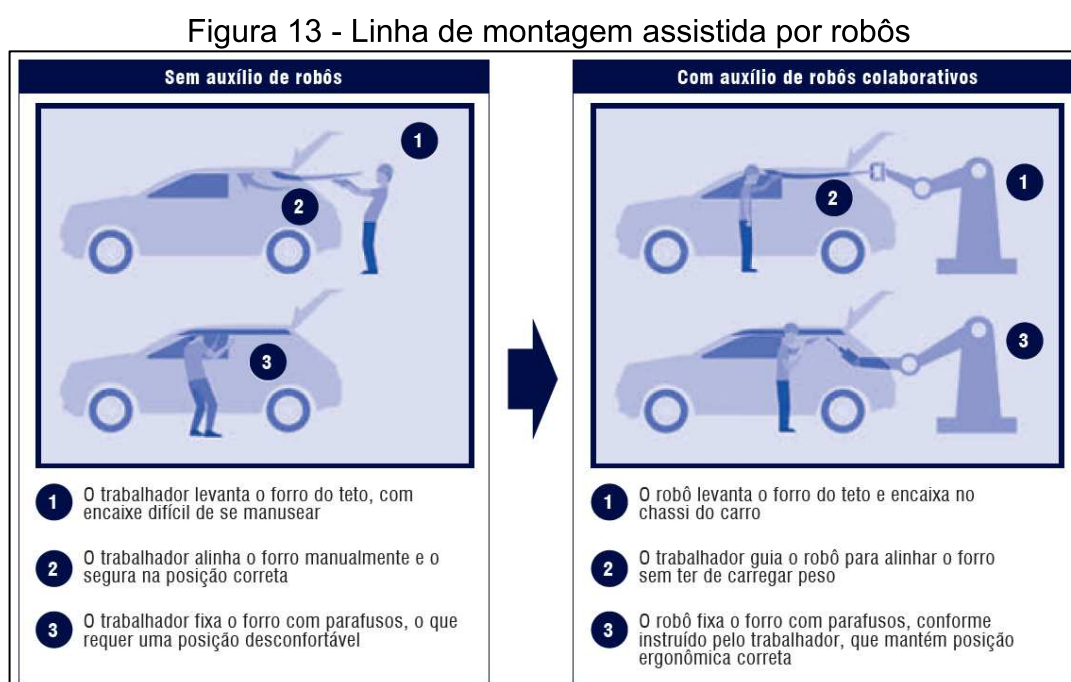 Figura 13 - Linha de montagem assistida por robôs
Sem auxílio de robôs
1
2
3
1 O trabalhador levanta o forro do teto, com
encaixe difícil de se manusear
2 O trabalhador alinha o forro manualmente e o
segura na posição correta
3 O trabalhador fixa o forro com parafusos, o que
requer uma posição desconfortável
Com auxílio de robôs colaborativos
1
2
3
1 O robô levanta o forro do teto e encaixa no
chassi do carro
2 O trabalhador guia o robô para alinhar o forro
sem ter de carregar peso
3 O robô fixa o forro com parafusos, conforme
instruído pelo trabalhador, que mantém posição
ergonômica correta